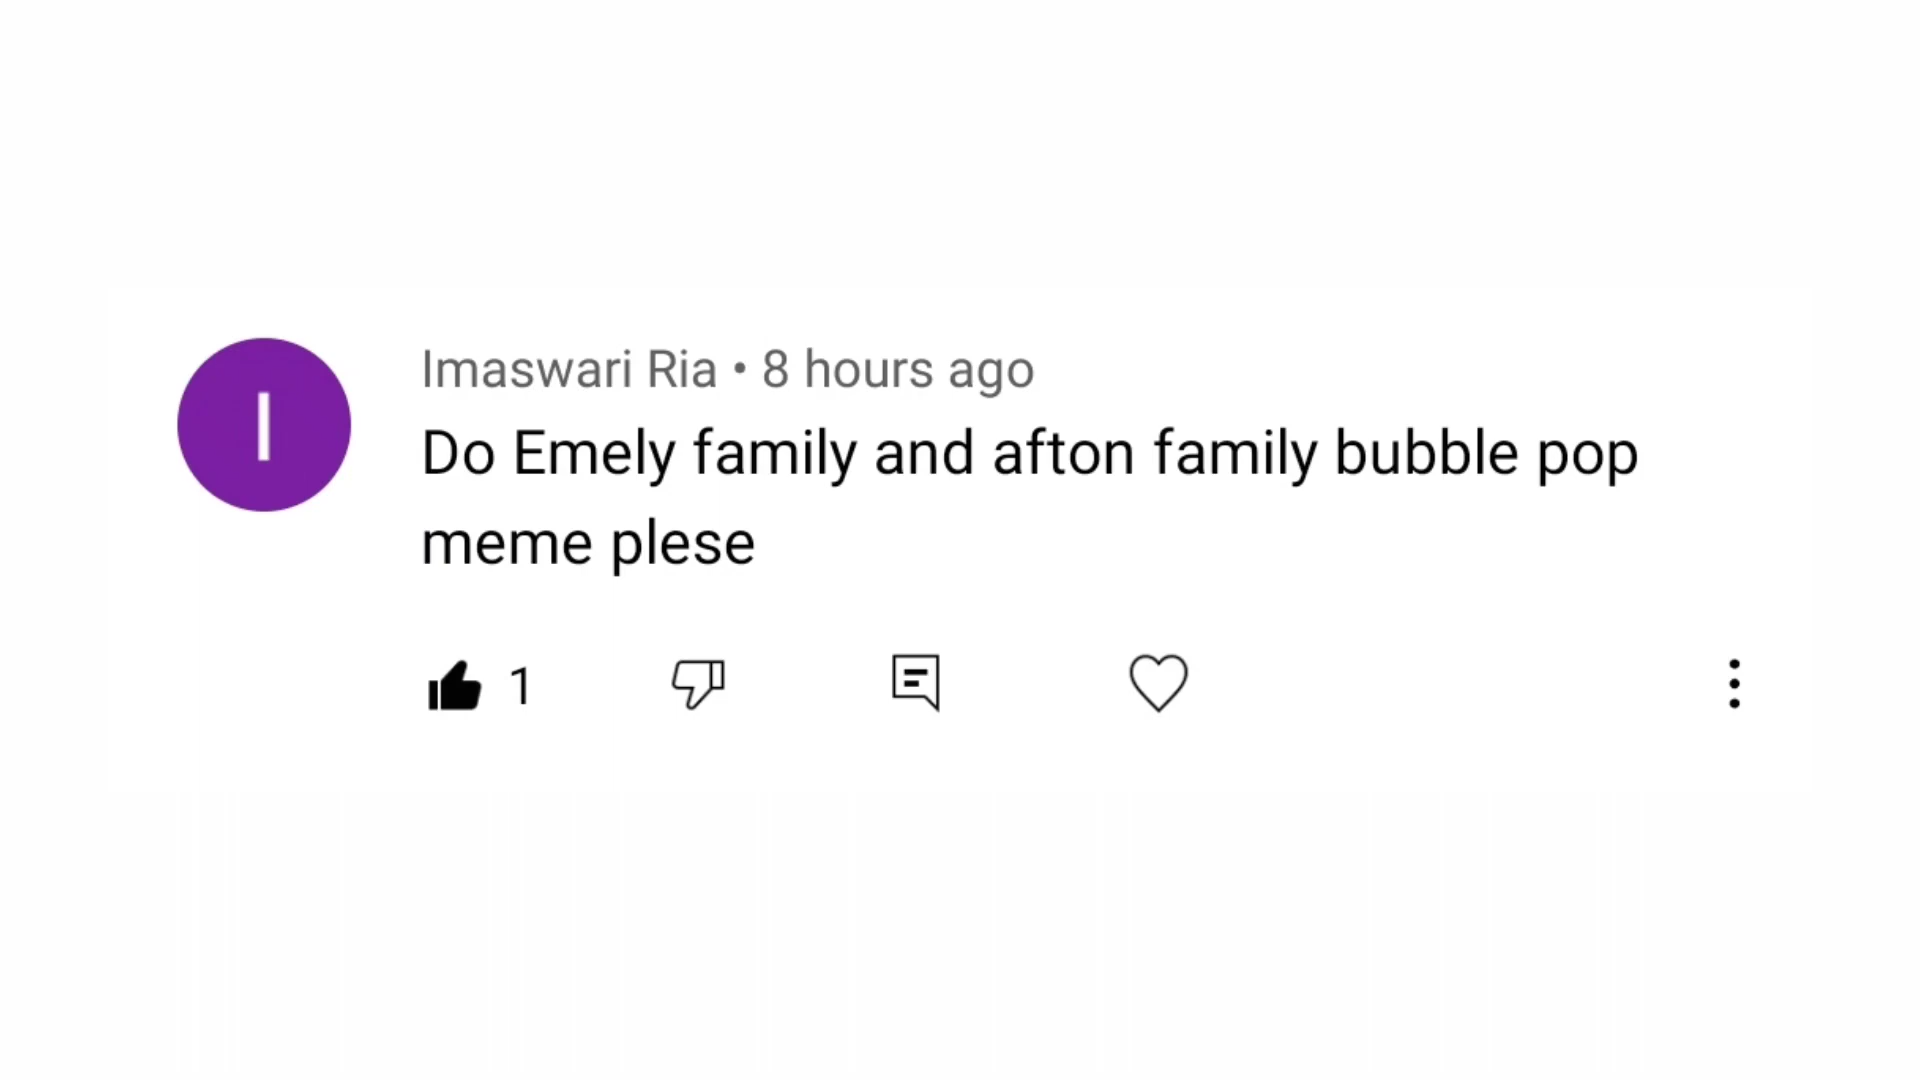 I
Imaswari Ria • 8 hours ago
Do Emely family and afton family bubble pop
meme plese
1